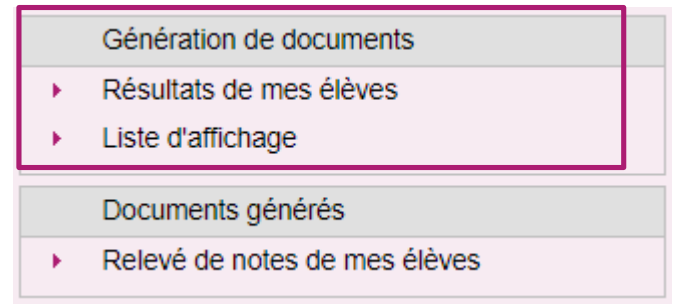 Génération de documents
Résultats de mes élèves
Liste d'affichage
Documents générés
Relevé de notes de mes élèves